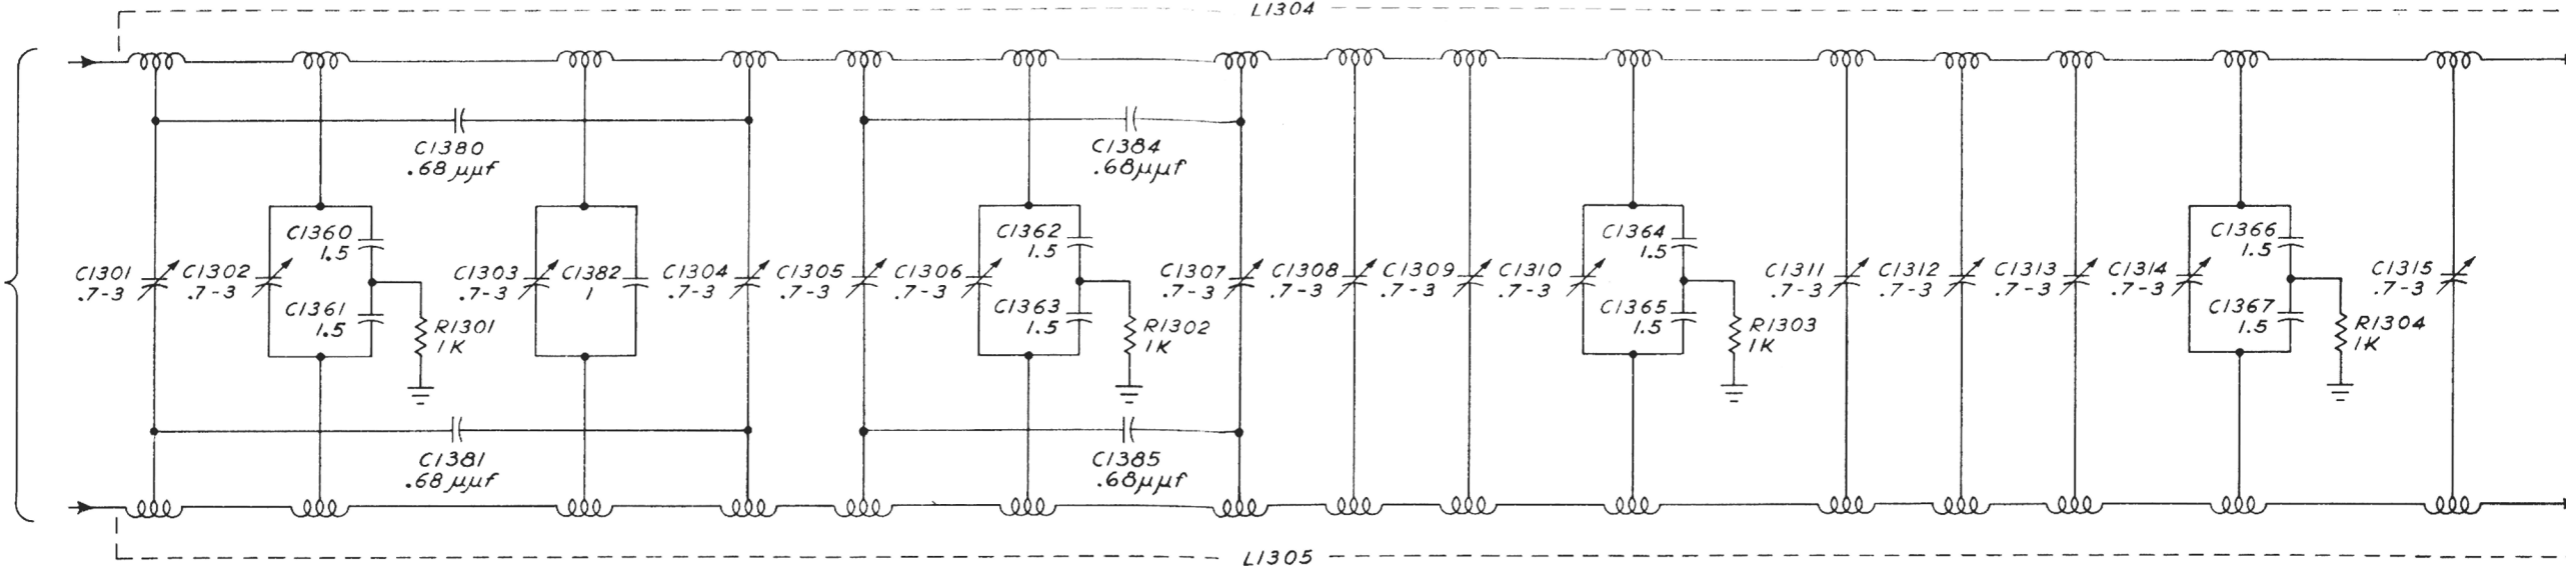 L1304
C1380
.68μμf
C1384
.68μμf
C1360
1.5
C1362
1.5
C1364
1.5
C1366
1.5
C1301
.7-3
C1302
.7-3
C1303
.7-3
C1382
1
C1304
.7-3
C1305
.7-3
C1306
.7-3
C1307
.7-3
C1308
.7-3
C1309
.7-3
C1310
.7-3
C1311
.7-3
C1312
.7-3
C1313
.7-3
C1314
.7-3
C1315
.7-3
C1361
1.5
R1301
1K
C1363
1.5
R1302
1K
C1365
1.5
R1303
1K
C1367
1.5
R1304
1K
C1381
.68μμf
C1385
.68μμf
L1305